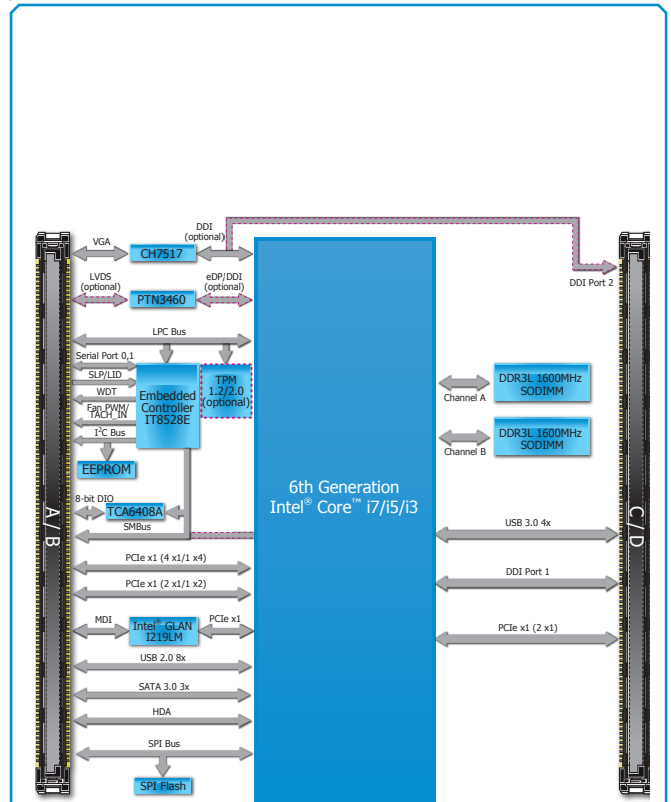 VGA
CH7517
DDI
(optional)
DDI Port 2
LVDS
(optional)
PTN3460
eDP/DDI
(optional)
LPC Bus
Serial Port 0,1
SLP/LID
WDT
Fan PWM/
TACH_IN
I²C Bus
Embedded
Controller
IT8528E
TPM
1.2/2.0
(optional)
EEPROM
8-bit DIO
TCA6408A
SMBus
A/B
6th Generation
Intel® Core™ i7/i5/i3
Channel A
DDR3L 1600MHz
SODIMM
Channel B
DDR3L 1600MHz
SODIMM
C/D
USB 3.0 4x
DDI Port 1
PCIe x1 (2 x1)
PCIe x1 (4 x1/1 x4)
PCIe x1 (2 x1/1 x2)
MDI
Intel® GLAN
I219LM
PCIe x1
USB 2.0 8x
SATA 3.0 3x
HDA
SPI Bus
SPI Flash